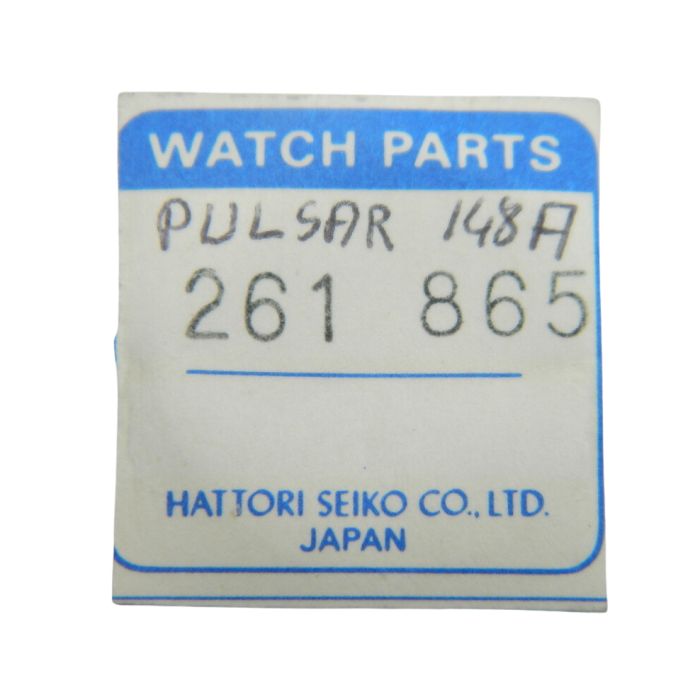 WATCH PARTS
PULSAR 148A
261 865
HATTORI SEIKO CO., LTD.
JAPAN